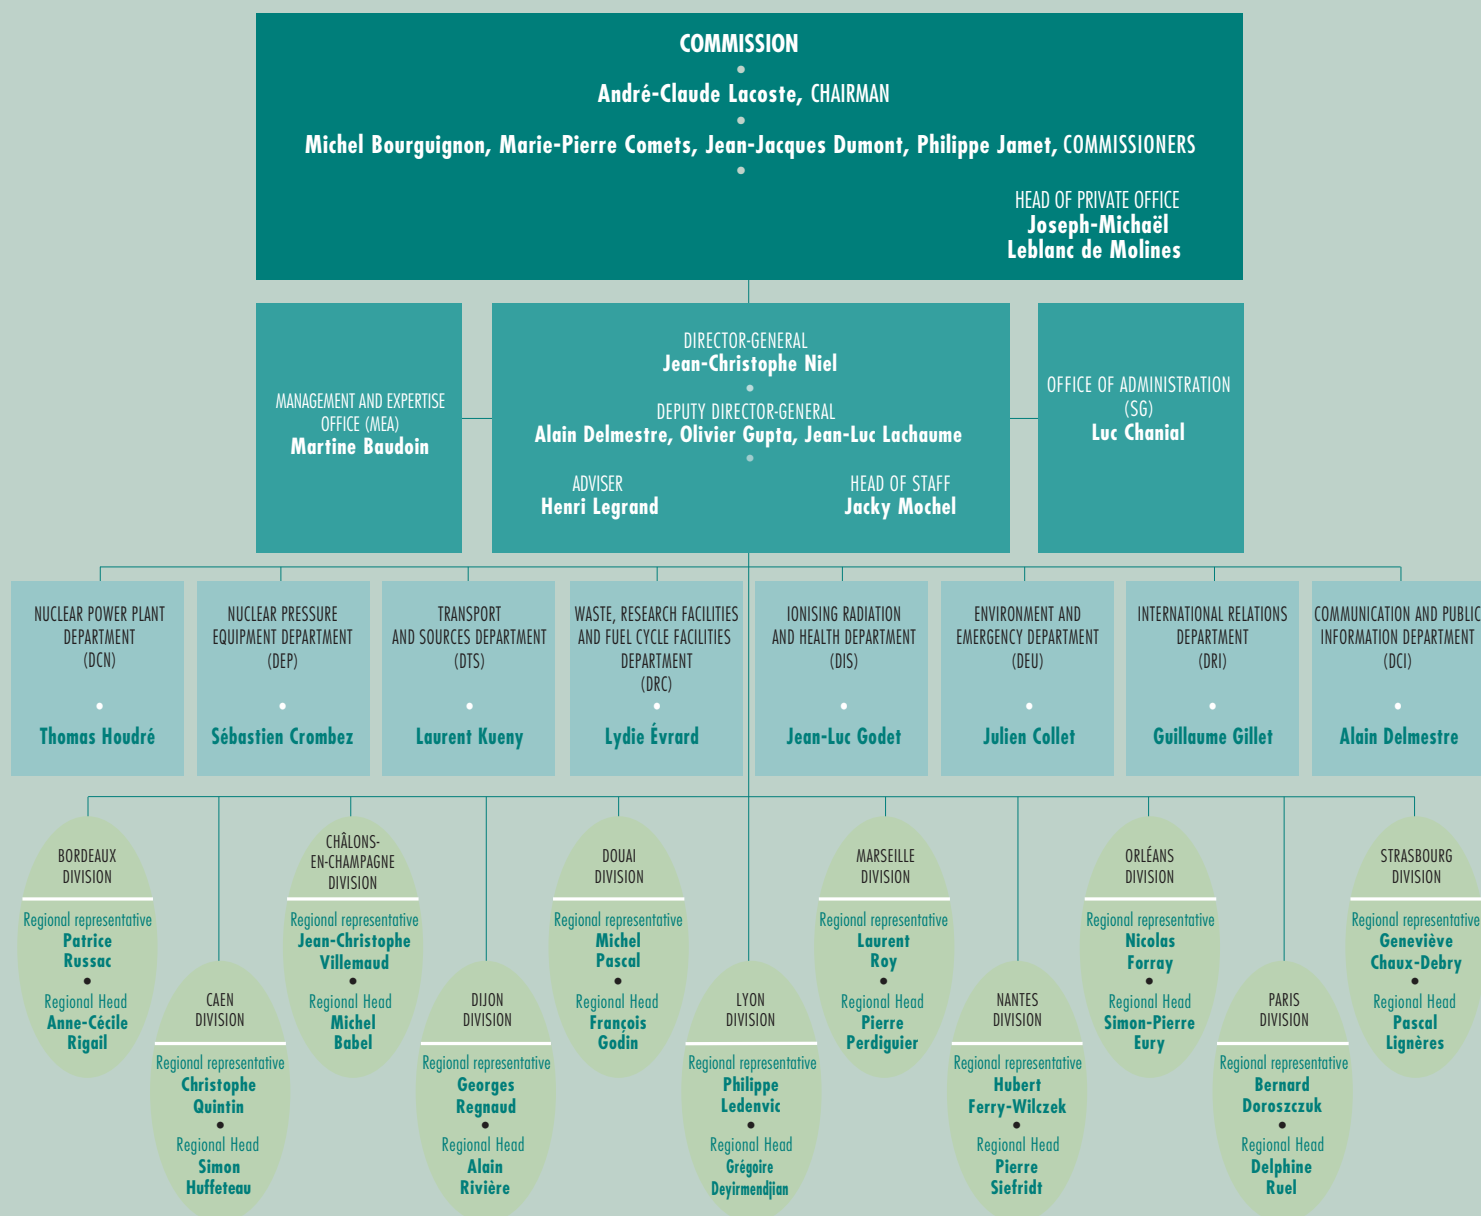 COMMISSION
André-Claude Lacoste, CHAIRMAN
Michel Bourguignon, Marie-Pierre Comets, Jean-Jacques Dumont, Philippe Jamet, COMMISSIONERS
HEAD OF PRIVATE OFFICE
Joseph-Michaël
Leblanc de Molines
MANAGEMENT AND EXPERTISE
OFFICE (MEA)
Martine Baudoin
DIRECTOR-GENERAL
Jean-Christophe Niel
DEPUTY DIRECTOR-GENERAL
Alain Delmestre, Olivier Gupta, Jean-Luc Lachaume
ADVISER
Henri Legrand
HEAD OF STAFF
Jacky Mochel
OFFICE OF ADMINISTRATION
(SG)
Luc Chanial
NUCLEAR POWER PLANT
DEPARTMENT
(DCN)
Thomas Houdré
NUCLEAR PRESSURE
EQUIPMENT DEPARTMENT
(DEP)
Sébastien Crombez
TRANSPORT
AND SOURCES DEPARTMENT
(DTS)
Laurent Kueny
WASTE, RESEARCH FACILITIES
AND FUEL CYCLE FACILITIES
DEPARTMENT
(DRC)
Lydie Évrard
IONISING RADIATION
AND HEALTH DEPARTMENT
(DIS)
Jean-Luc Godet
ENVIRONMENT AND
EMERGENCY DEPARTMENT
(DEU)
Julien Collet
INTERNATIONAL RELATIONS
DEPARTMENT
(DRI)
Guillaume Gillet
COMMUNICATION AND PUBLIC
INFORMATION DEPARTMENT
(DCI)
Alain Delmestre
BORDEAUX
DIVISION
Regional representative
Patrice
Russac
Regional Head
Anne-Cécile
Rigail
CAEN
DIVISION
Regional representative
Christophe
Quintin
Regional Head
Simon
Huffeteau
CHÂLONS-
EN-CHAMPAGNE
DIVISION
Regional representative
Jean-Christophe
Villemaud
Regional Head
Michel
Babel
DIJON
DIVISION
Regional representative
Georges
Regnaud
Regional Head
Alain
Rivière
DOUAI
DIVISION
Regional representative
Michel
Pascal
Regional Head
François
Godin
LYON
DIVISION
Regional representative
Philippe
Ledenvic
Regional Head
Grégoire
Deyirmendjian
MARSEILLE
DIVISION
Regional representative
Laurent
Roy
Regional Head
Pierre
Perdiguier
NANTES
DIVISION
Regional representative
Hubert
Ferry-Wilczek
Regional Head
Pierre
Siefridt
ORLÉANS
DIVISION
Regional representative
Nicolas
Forray
Regional Head
Simon-Pierre
Eury
PARIS
DIVISION
Regional representative
Bernard
Doroszczuk
Regional Head
Delphine
Ruel
STRASBOURG
DIVISION
Regional representative
Geneviève
Chaux-Debry
Regional Head
Pascal
Lignères